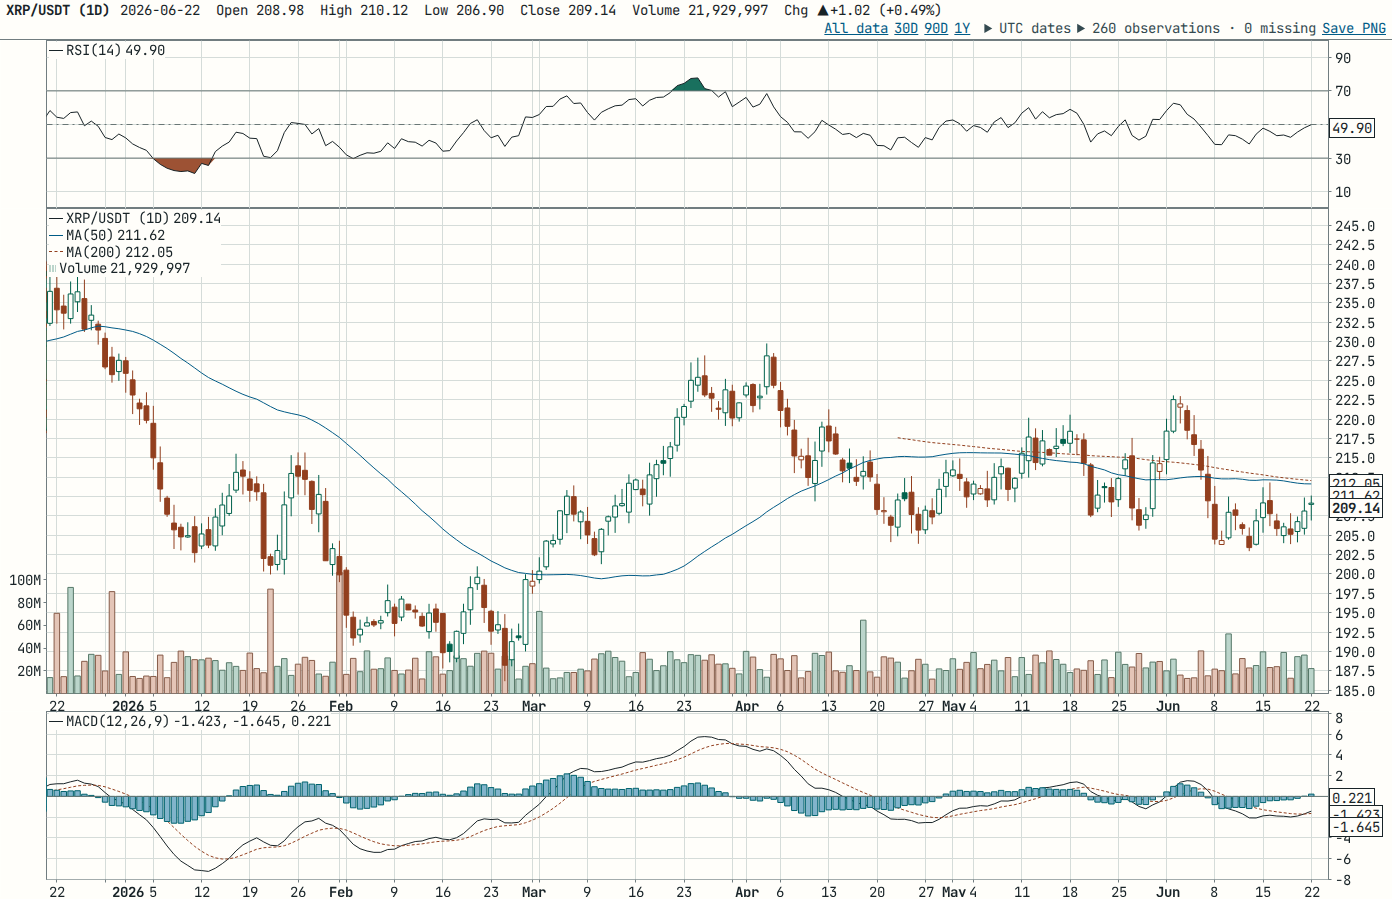 XRP/USDT (1D) 2026-06-22 Open 208.98 High 210.12 Low 206.90 Close 209.14 Volume 21,929,997 Chg ▲+1.02 (+0.49%)
All data 30D 90D 1Y ▶ UTC dates ▶ 260 observations · 0 missing Save PNG
RSI(14) 49.90
90
70
49.90
30
10
XRP/USDT (1D) 209.14
MA(50) 211.62
MA(200) 212.05
Volume 21,929,997
245.0
242.5
240.0
237.5
235.0
232.5
230.0
227.5
225.0
222.5
220.0
217.5
215.0
212.05
211.62
209.14
205.0
202.5
200.0
197.5
195.0
192.5
190.0
187.5
185.0
100M
80M
60M
40M
20M
22 2026 5 12 19 26 Feb 9 16 23 Mar 9 16 23 Apr 6 13 20 27 May 4 11 18 25 Jun 8 15 22
MACD(12,26,9) -1.423, -1.645, 0.221
8
6
4
2
0.221
-1.423
-1.645
-4
-6
-8
22 2026 5 12 19 26 Feb 9 16 23 Mar 9 16 23 Apr 6 13 20 27 May 4 11 18 25 Jun 8 15 22